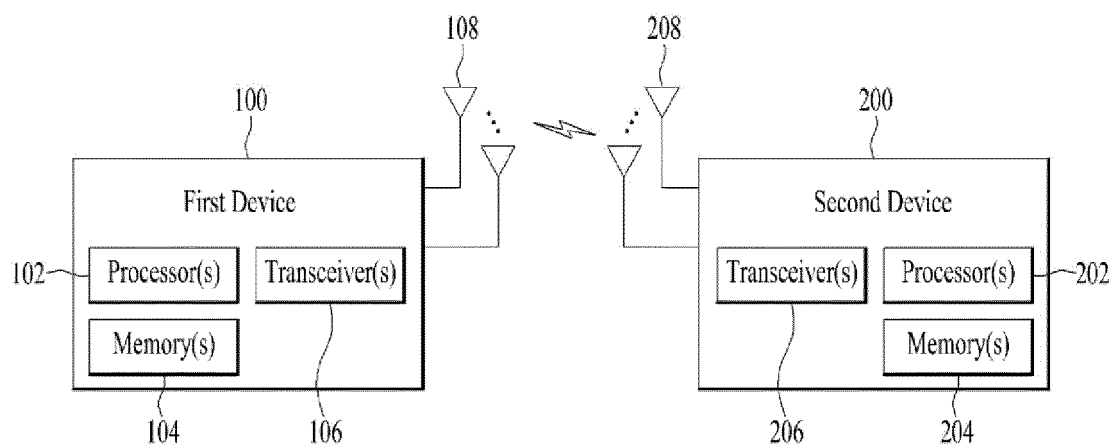 108
208
100
200
First Device
Second Device
102
Processor(s)
Transceiver(s)
Transceiver(s)
Processor(s)
202
Memory(s)
Memory(s)
104
106
206
204